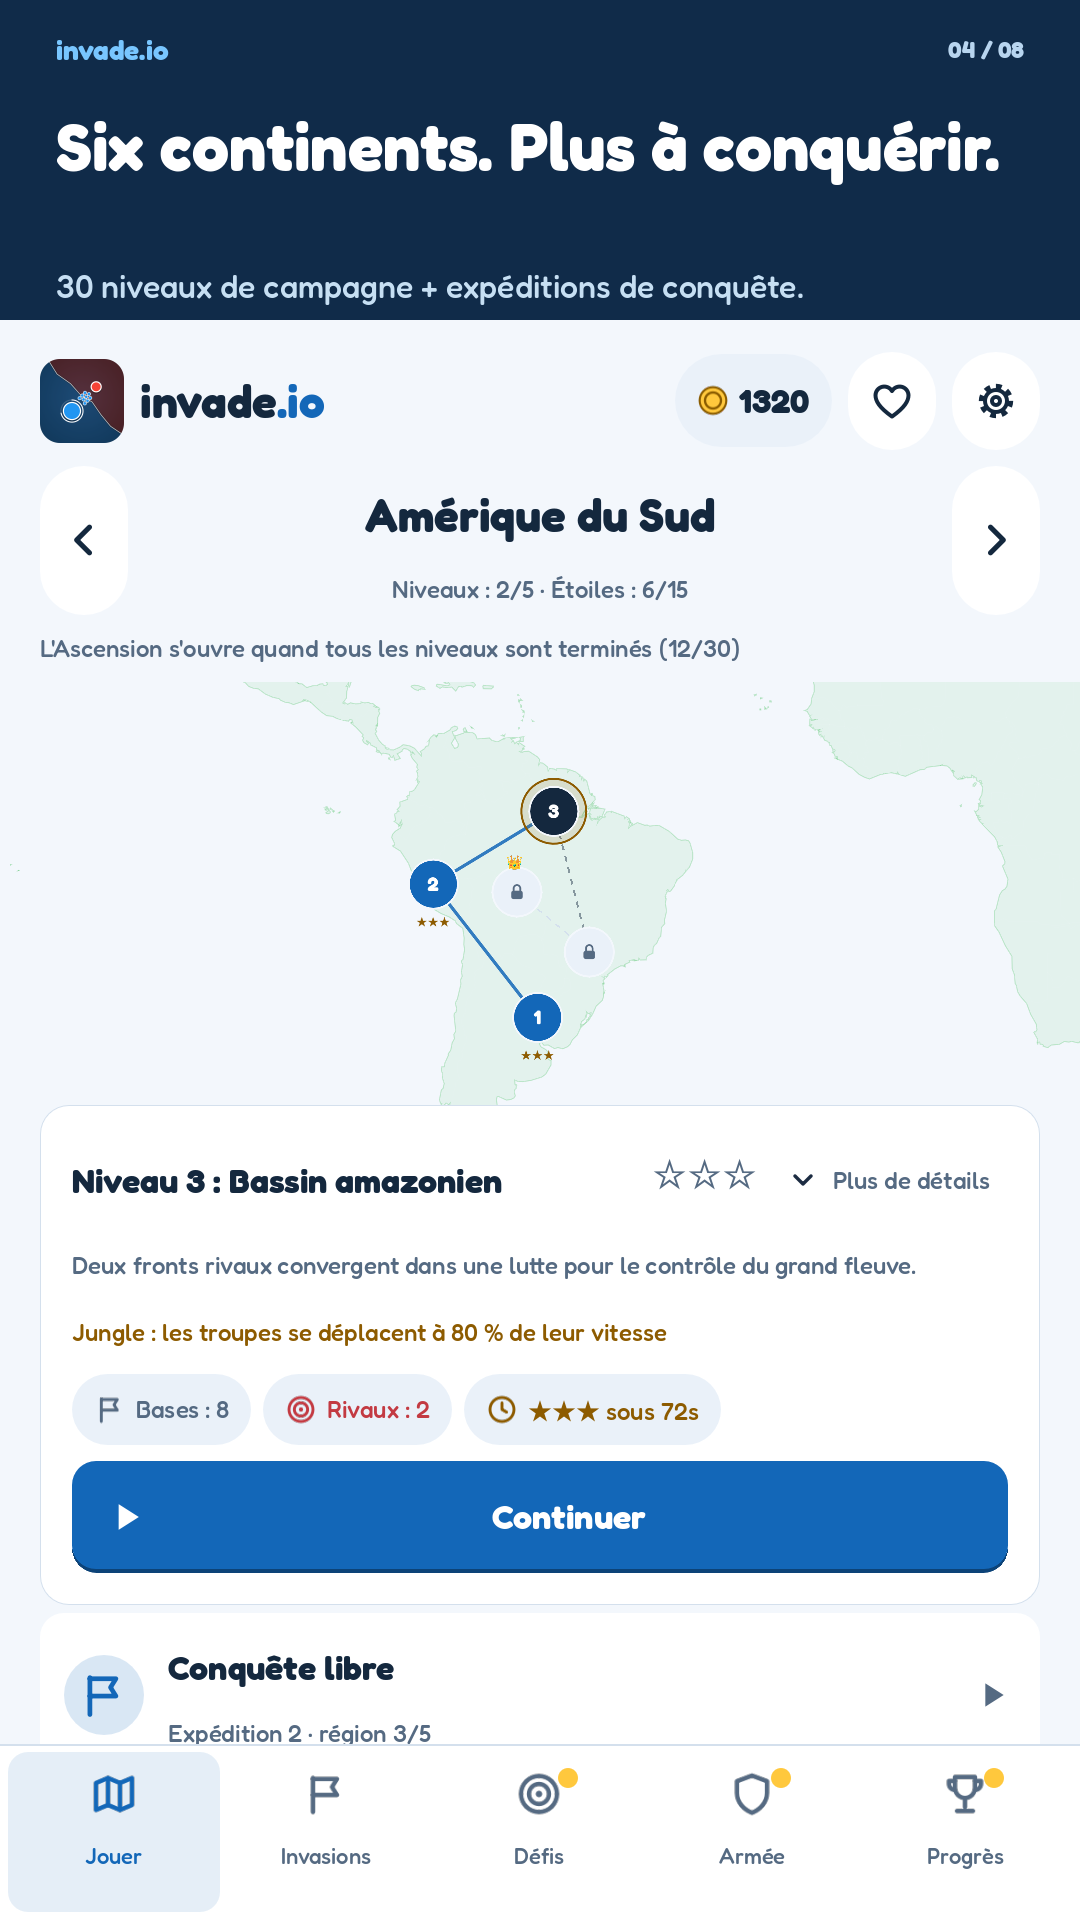 invade.io
04 / 08
Six continents. Plus à conquérir.
30 niveaux de campagne + expéditions de conquête.
invade.io
1320
Amérique du Sud
Niveaux : 2/5 · Étoiles : 6/15
L'Ascension s'ouvre quand tous les niveaux sont terminés (12/30)
3
2
★★★
1
★★★
Niveau 3 : Bassin amazonien
☆☆☆
Plus de détails
Deux fronts rivaux convergent dans une lutte pour le contrôle du grand fleuve.
Jungle : les troupes se déplacent à 80 % de leur vitesse
Bases : 8
Rivaux : 2
★★★ sous 72s
Continuer
Conquête libre
Expédition 2 · région 3/5
Jouer
Invasions
Défis
Armée
Progrès